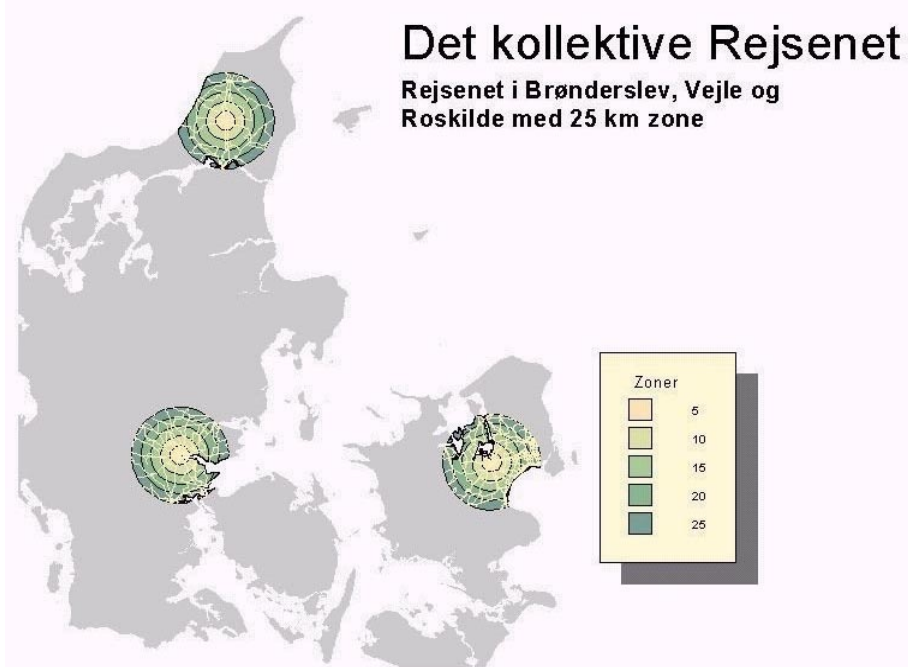 Det kollektive Rejsenet
Rejsenet i Brønderslev, Vejle og
Roskilde med 25 km zone
Zoner
5
10
15
20
25